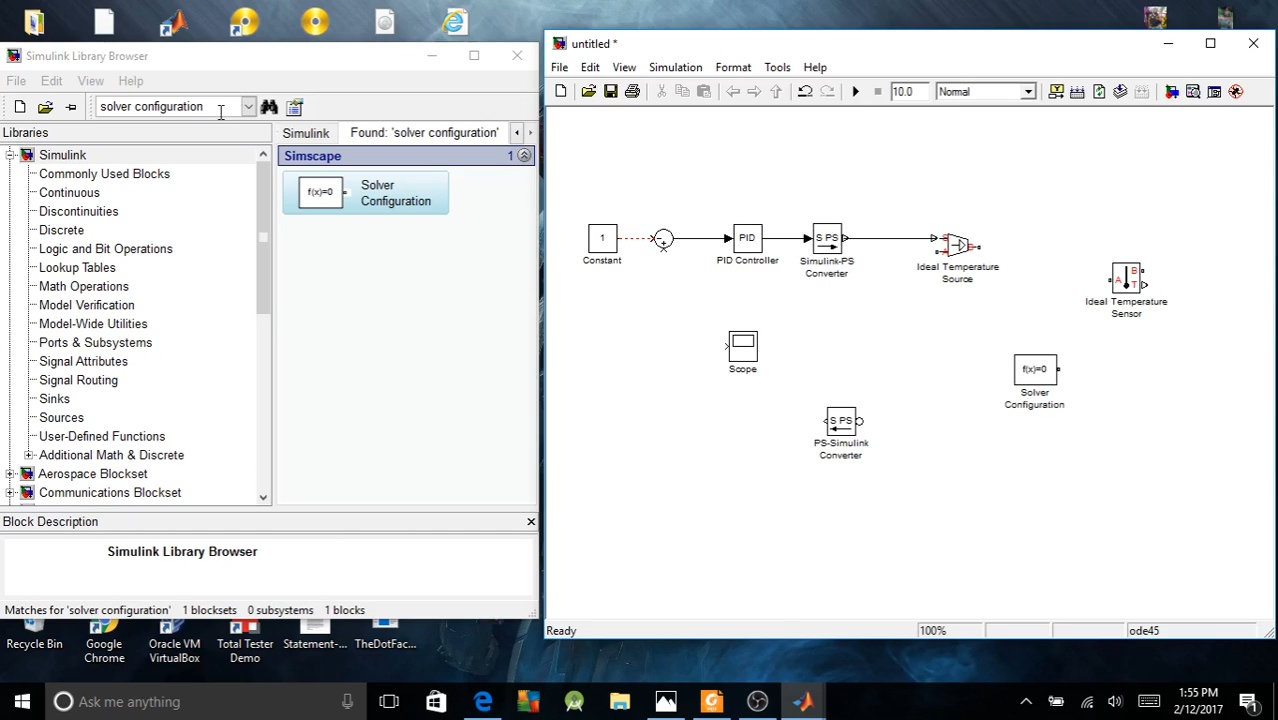 Simulink Library Browser
File Edit View Help
solver configuration
Libraries
Simulink
Found: 'solver configuration'
Simulink
Commonly Used Blocks
Continuous
Discontinuities
Discrete
Logic and Bit Operations
Lookup Tables
Math Operations
Model Verification
Model-Wide Utilities
Ports & Subsystems
Signal Attributes
Signal Routing
Sinks
Sources
User-Defined Functions
Additional Math & Discrete
Aerospace Blockset
Communications Blockset
Simscape 1
f(x)=0
Solver
Configuration
Block Description
Simulink Library Browser
Matches for 'solver configuration' 1 blocksets 0 subsystems 1 blocks
untitled *
File Edit View Simulation Format Tools Help
10.0 Normal
1
Constant
PID
PID Controller
S PS
Simulink-PS
Converter
S
A
B
Ideal Temperature
Source
A B
T
Ideal Temperature
Sensor
Scope
f(x)=0
Solver
Configuration
S PS
PS-Simulink
Converter
Ready 100% ode45
Recycle Bin
Google
Chrome
Oracle VM
VirtualBox
Total Tester
Demo
Statement-...
TheDotFac...
Ask me anything
1:55 PM
2/12/2017
1